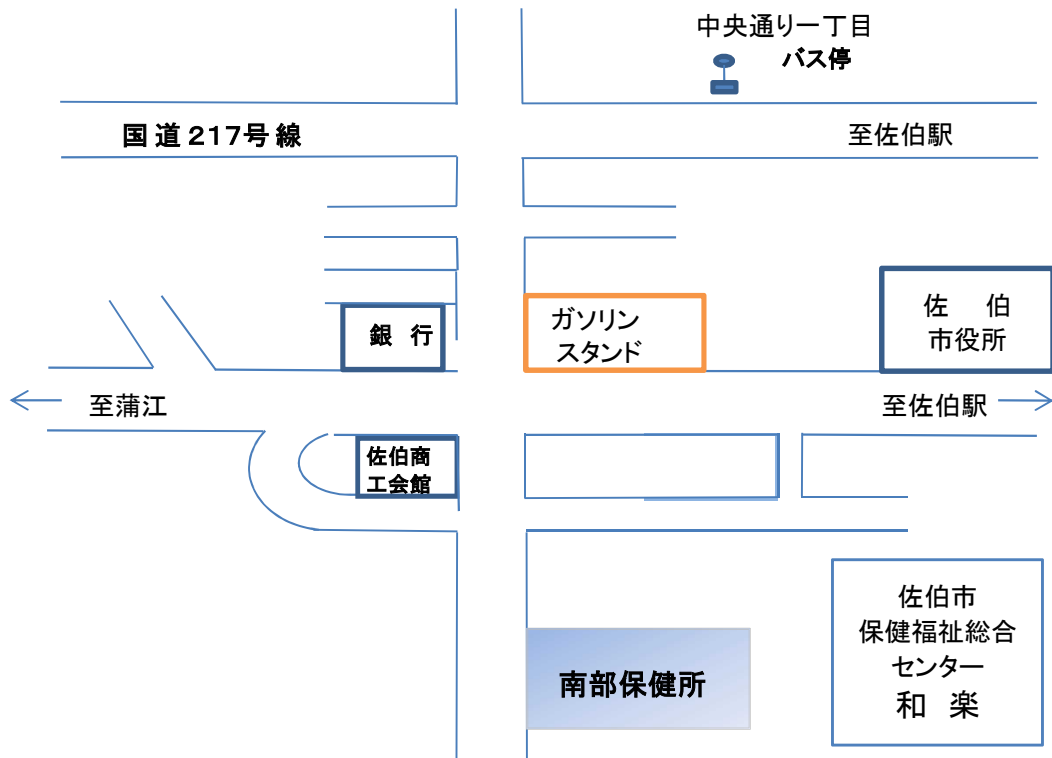 中央通り一丁目
バス停
国道217号線
至佐伯駅
銀 行
ガソリン
スタンド
佐 伯
市役所
至蒲江
至佐伯駅
佐伯商
工会館
佐伯市
保健福祉総合
センター
和 楽
南部保健所